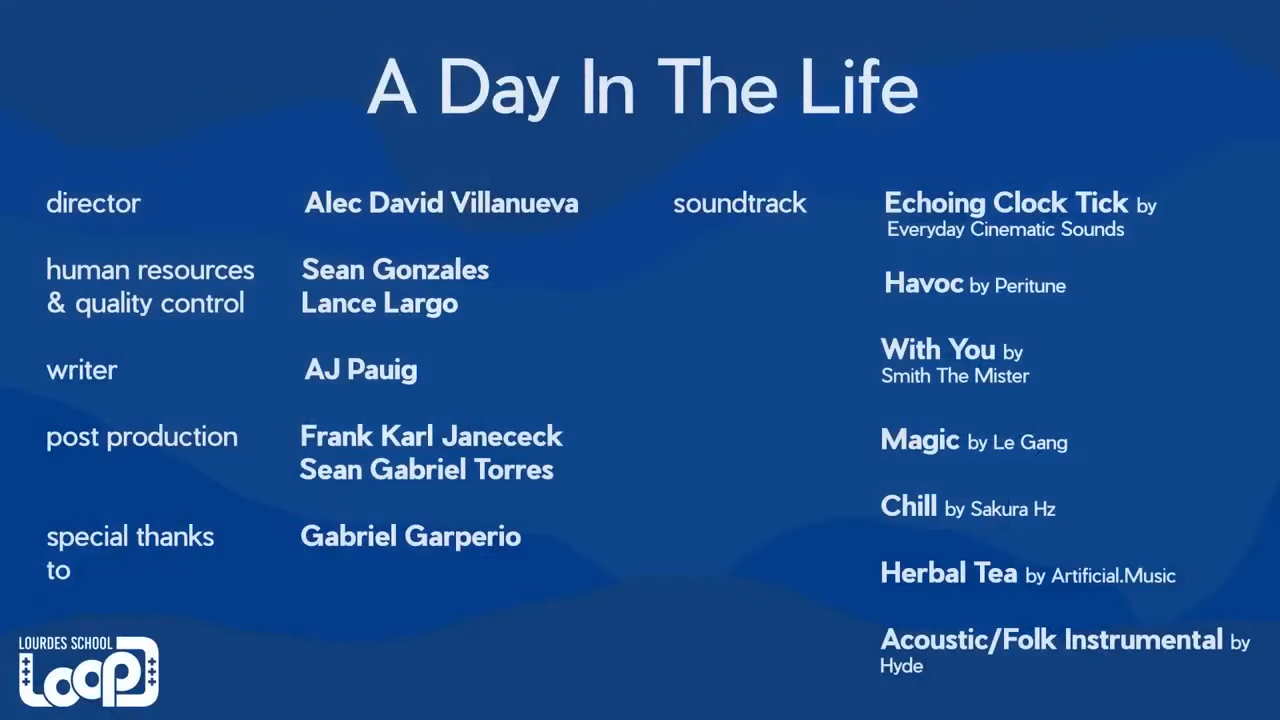 A Day In The Life
director
Alec David Villanueva
human resources
& quality control
Sean Gonzales
Lance Largo
writer
AJ Pauig
post production
Frank Karl Janececk
Sean Gabriel Torres
special thanks
to
Gabriel Garperio
soundtrack
Echoing Clock Tick by
Everyday Cinematic Sounds
Havoc by Peritune
With You by
Smith The Mister
Magic by Le Gang
Chill by Sakura Hz
Herbal Tea by Artificial.Music
Acoustic/Folk Instrumental by
Hyde
LOURDES SCHOOL
Loop